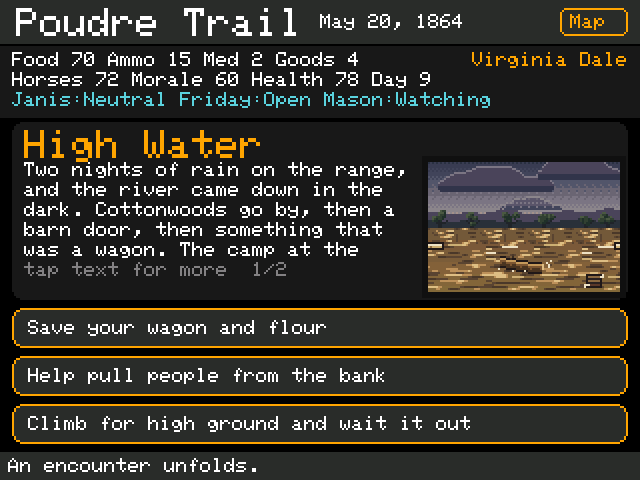 Poudre Trail
May 20, 1864
Map
Food 70 Ammo 15 Med 2 Goods 4
Virginia Dale
Horses 72 Morale 60 Health 78 Day 9
Janis:Neutral Friday:Open Mason:Watching
High Water
Two nights of rain on the range,
and the river came down in the
dark. Cottonwoods go by, then a
barn door, then something that
was a wagon. The camp at the
tap text for more 1/2
Save your wagon and flour
Help pull people from the bank
Climb for high ground and wait it out
An encounter unfolds.